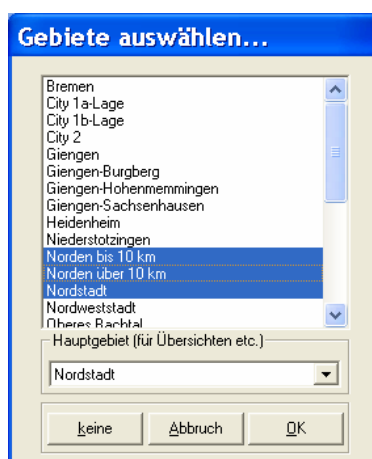 Gebiete auswählen...
Bremen
City 1a-Lage
City 1b-Lage
City 2
Giengen
Giengen-Burgberg
Giengen-Hohenmemmingen
Giengen-Sachsenhausen
Heidenheim
Niederstotzingen
Norden bis 10 km
Norden über 10 km
Nordstadt
Nordweststadt
Oberes Bachtal
Hauptgebiet (für Übersichten etc.)
Nordstadt
keine Abbruch OK